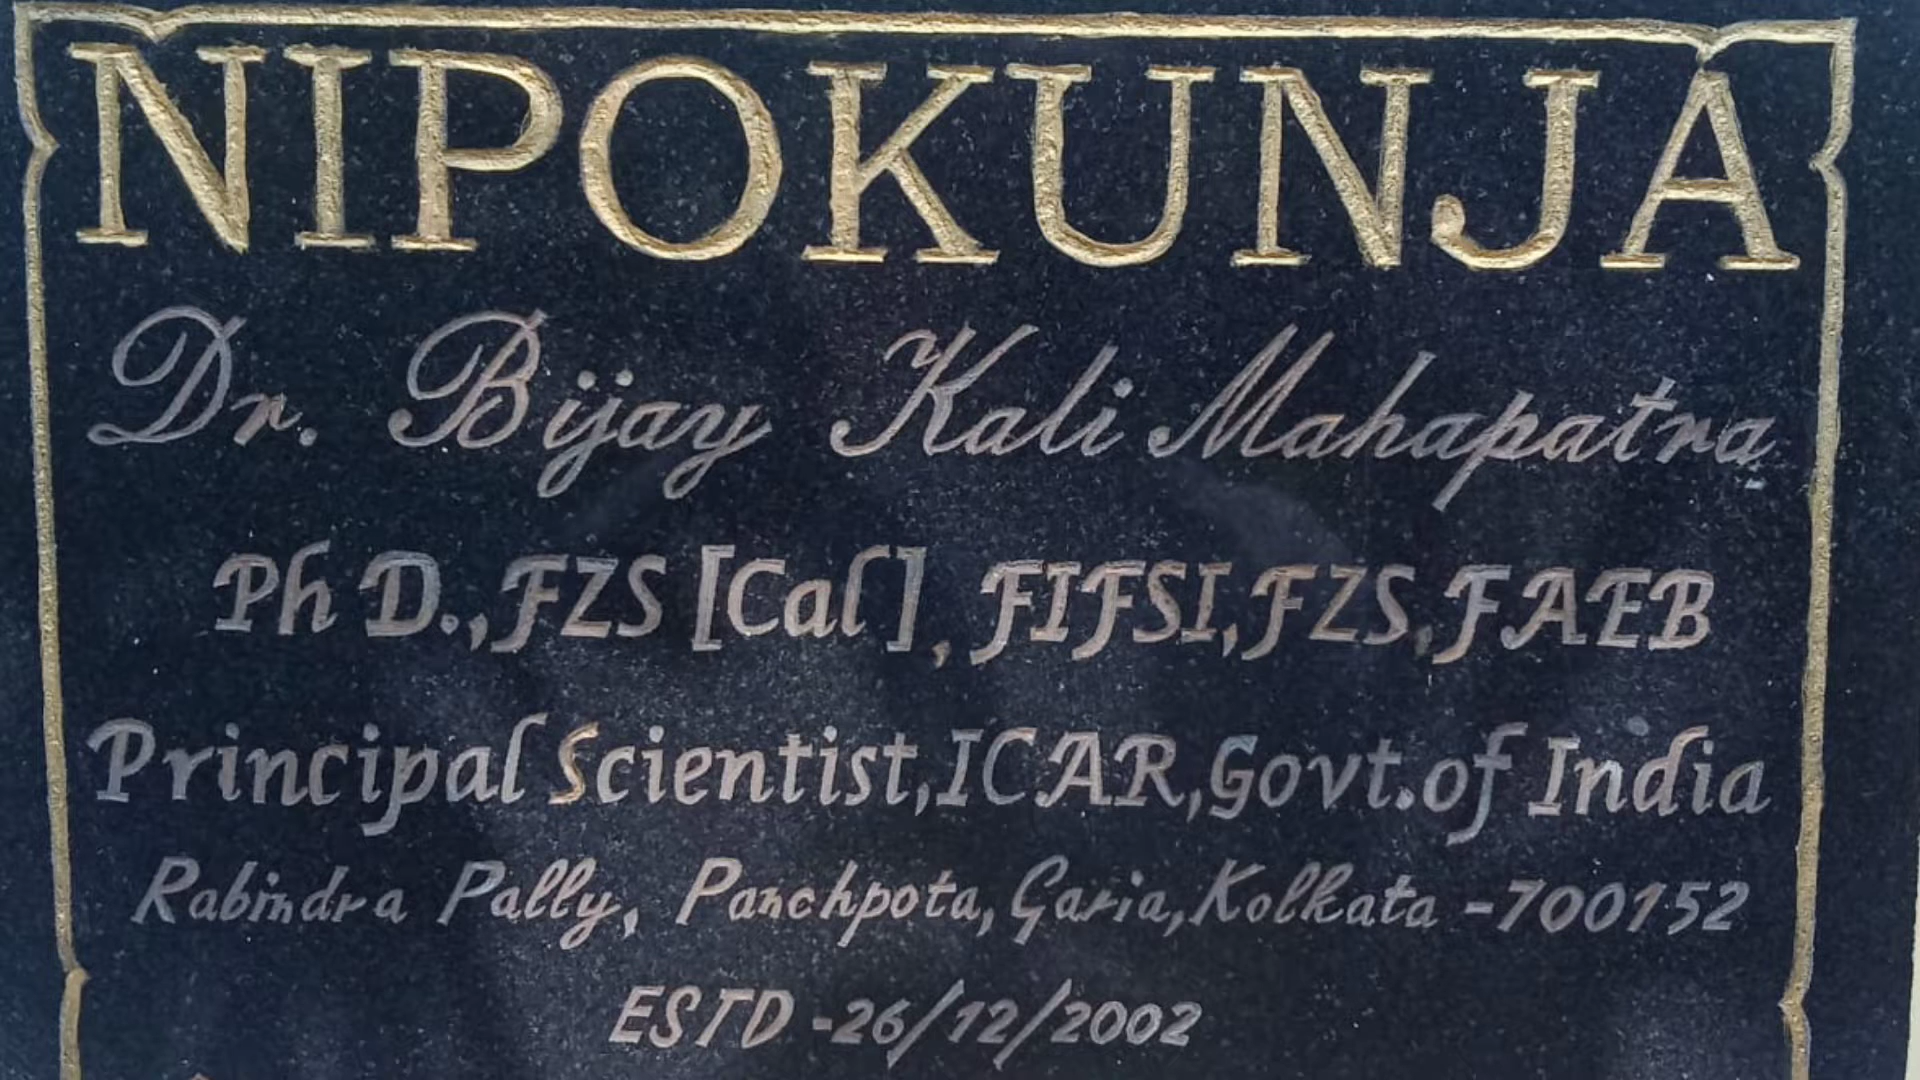 NIPOKUNJA
Dr. Bijay Kali Mahapatra
Ph D.,FZS [Cal], FIFSI,FZS,FAEB
Principal Scientist,ICAR,Govt.of India
Rabindra Pally, Panchpota,Garia,Kolkata -700152
ESTD -26/12/2002